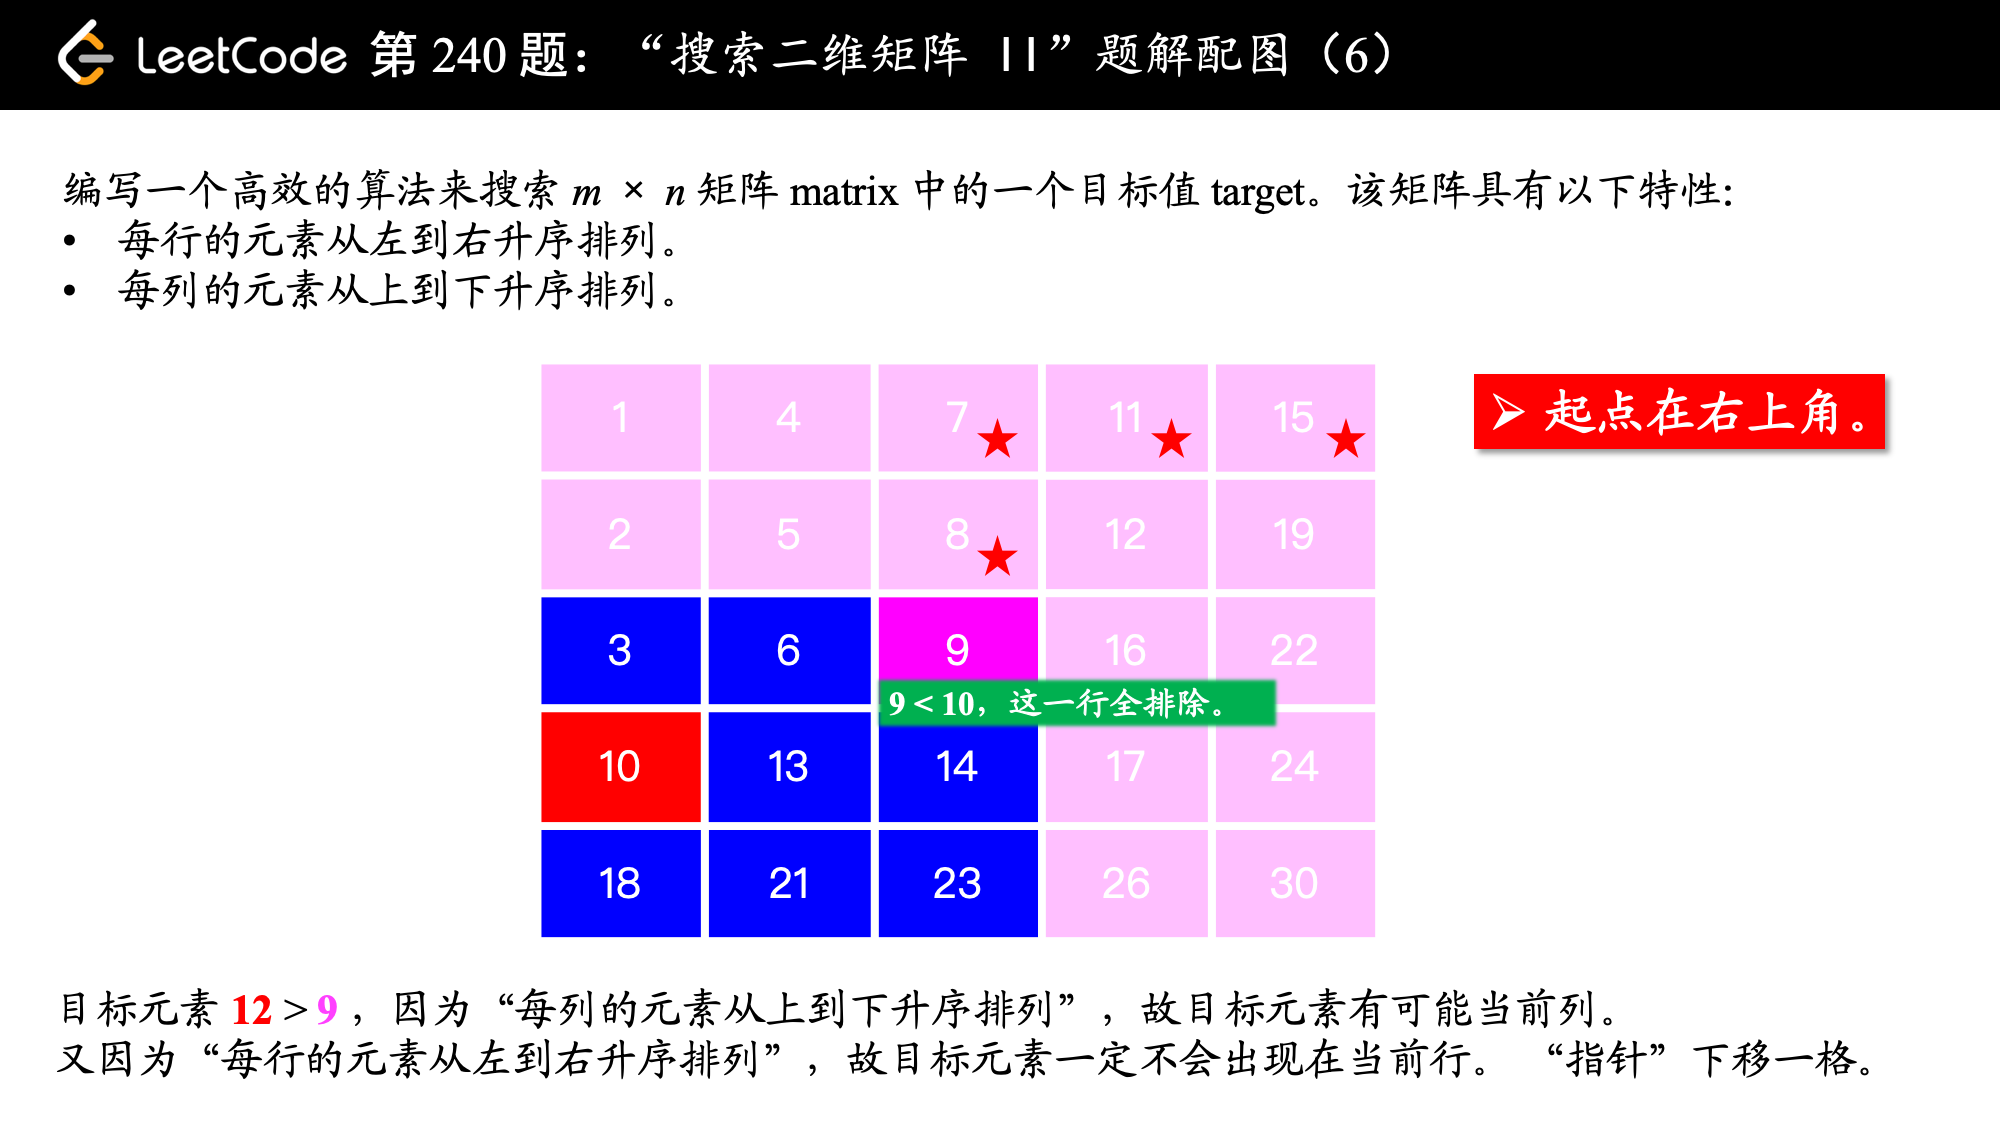 LeetCode 第 240 题：“搜索二维矩阵 II”题解配图（6）
编写一个高效的算法来搜索 m × n 矩阵 matrix 中的一个目标值 target。该矩阵具有以下特性:
• 每行的元素从左到右升序排列。
• 每列的元素从上到下升序排列。
➢ 起点在右上角。
1 4 7 ★ 11 ★ 15 ★
2 5 8 ★ 12 19
3 6 9 16 22
9 < 10，这一行全排除。
10 13 14 17 24
18 21 23 26 30
目标元素 12 > 9 ，因为“每列的元素从上到下升序排列”，故目标元素有可能当前列。
又因为“每行的元素从左到右升序排列”，故目标元素一定不会出现在当前行。 “指针”下移一格。